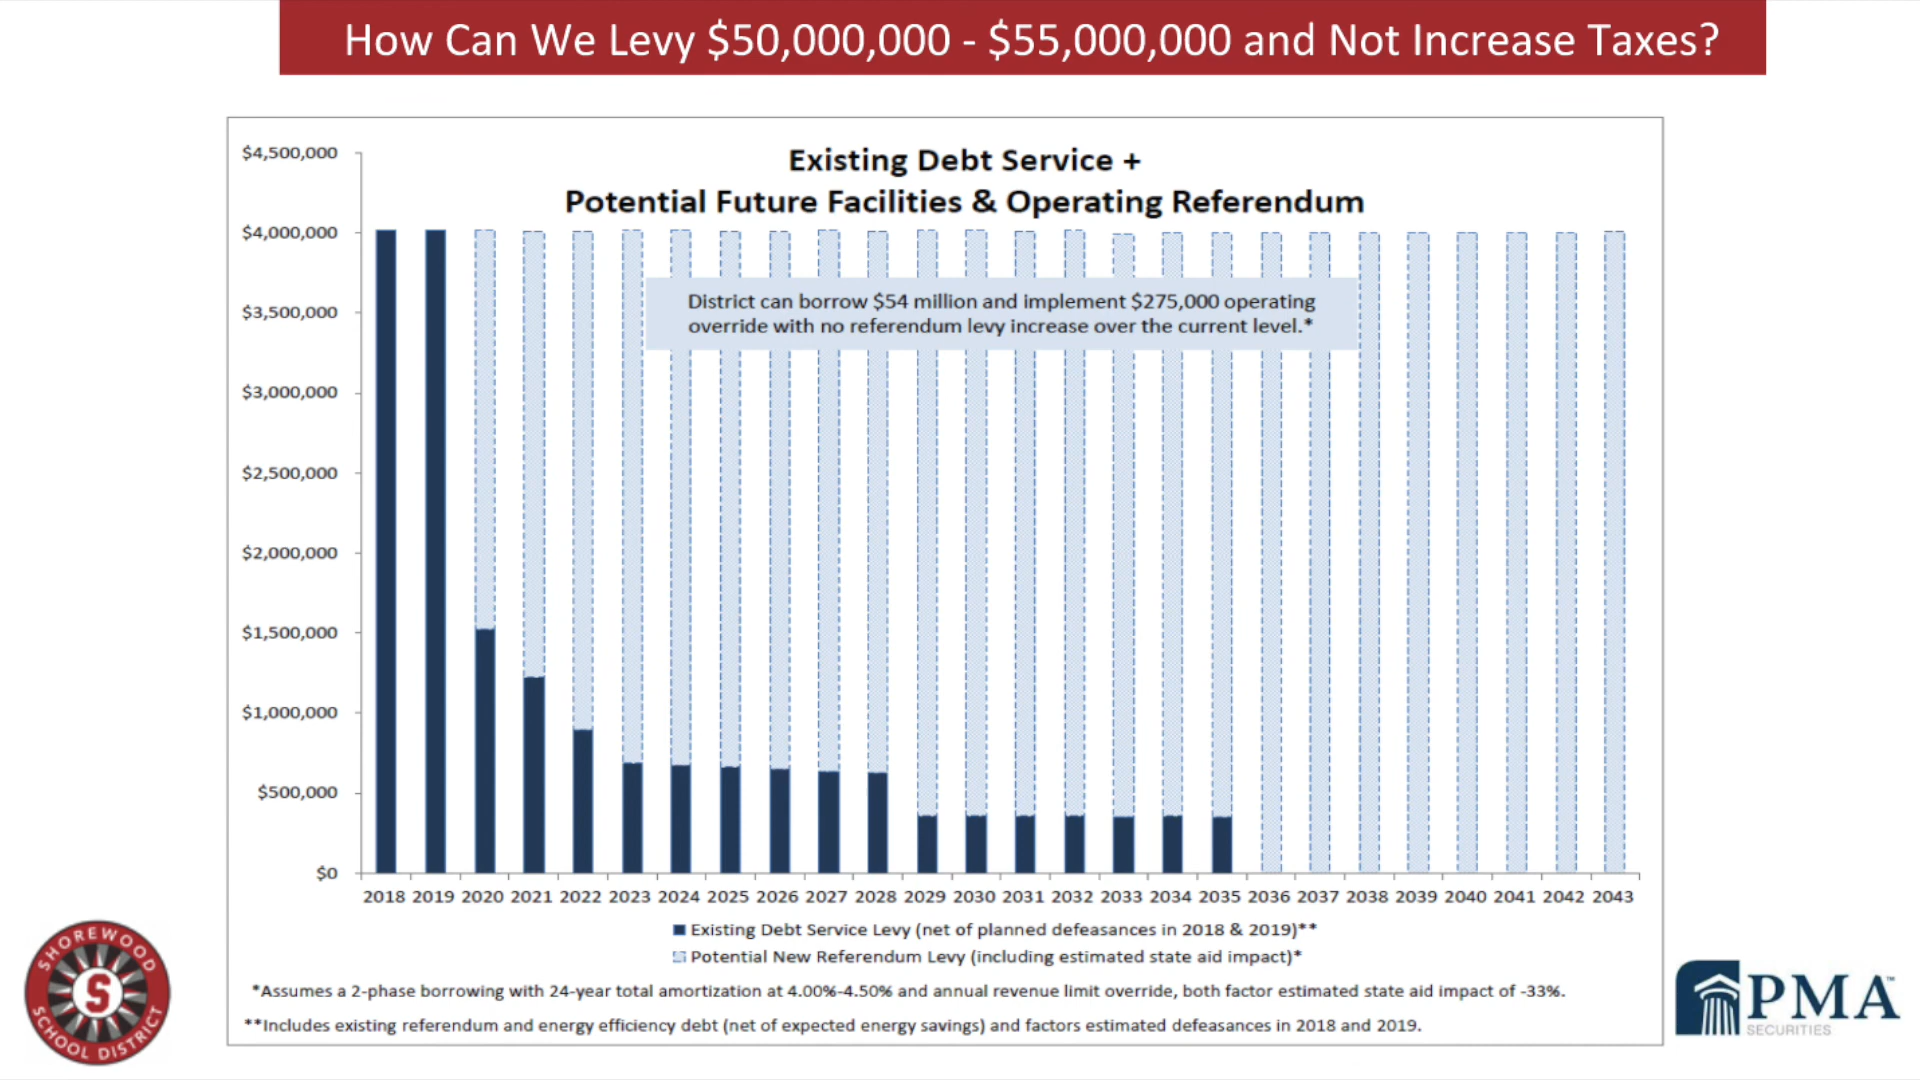 How Can We Levy $50,000,000 - $55,000,000 and Not Increase Taxes?
Existing Debt Service +
Potential Future Facilities & Operating Referendum
$4,500,000
$4,000,000
$3,500,000
$3,000,000
$2,500,000
$2,000,000
$1,500,000
$1,000,000
$500,000
$0
District can borrow $54 million and implement $275,000 operating
override with no referendum levy increase over the current level.*
2018 2019 2020 2021 2022 2023 2024 2025 2026 2027 2028 2029 2030 2031 2032 2033 2034 2035 2036 2037 2038 2039 2040 2041 2042 2043
Existing Debt Service Levy (net of planned defeasances in 2018 & 2019)**
Potential New Referendum Levy (including estimated state aid impact)*
*Assumes a 2-phase borrowing with 24-year total amortization at 4.00%-4.50% and annual revenue limit override, both factor estimated state aid impact of -33%.
**Includes existing referendum and energy efficiency debt (net of expected energy savings) and factors estimated defeasances in 2018 and 2019.
SHOREWOOD
S
SCHOOL DISTRICT
PMA™
SECURITIES